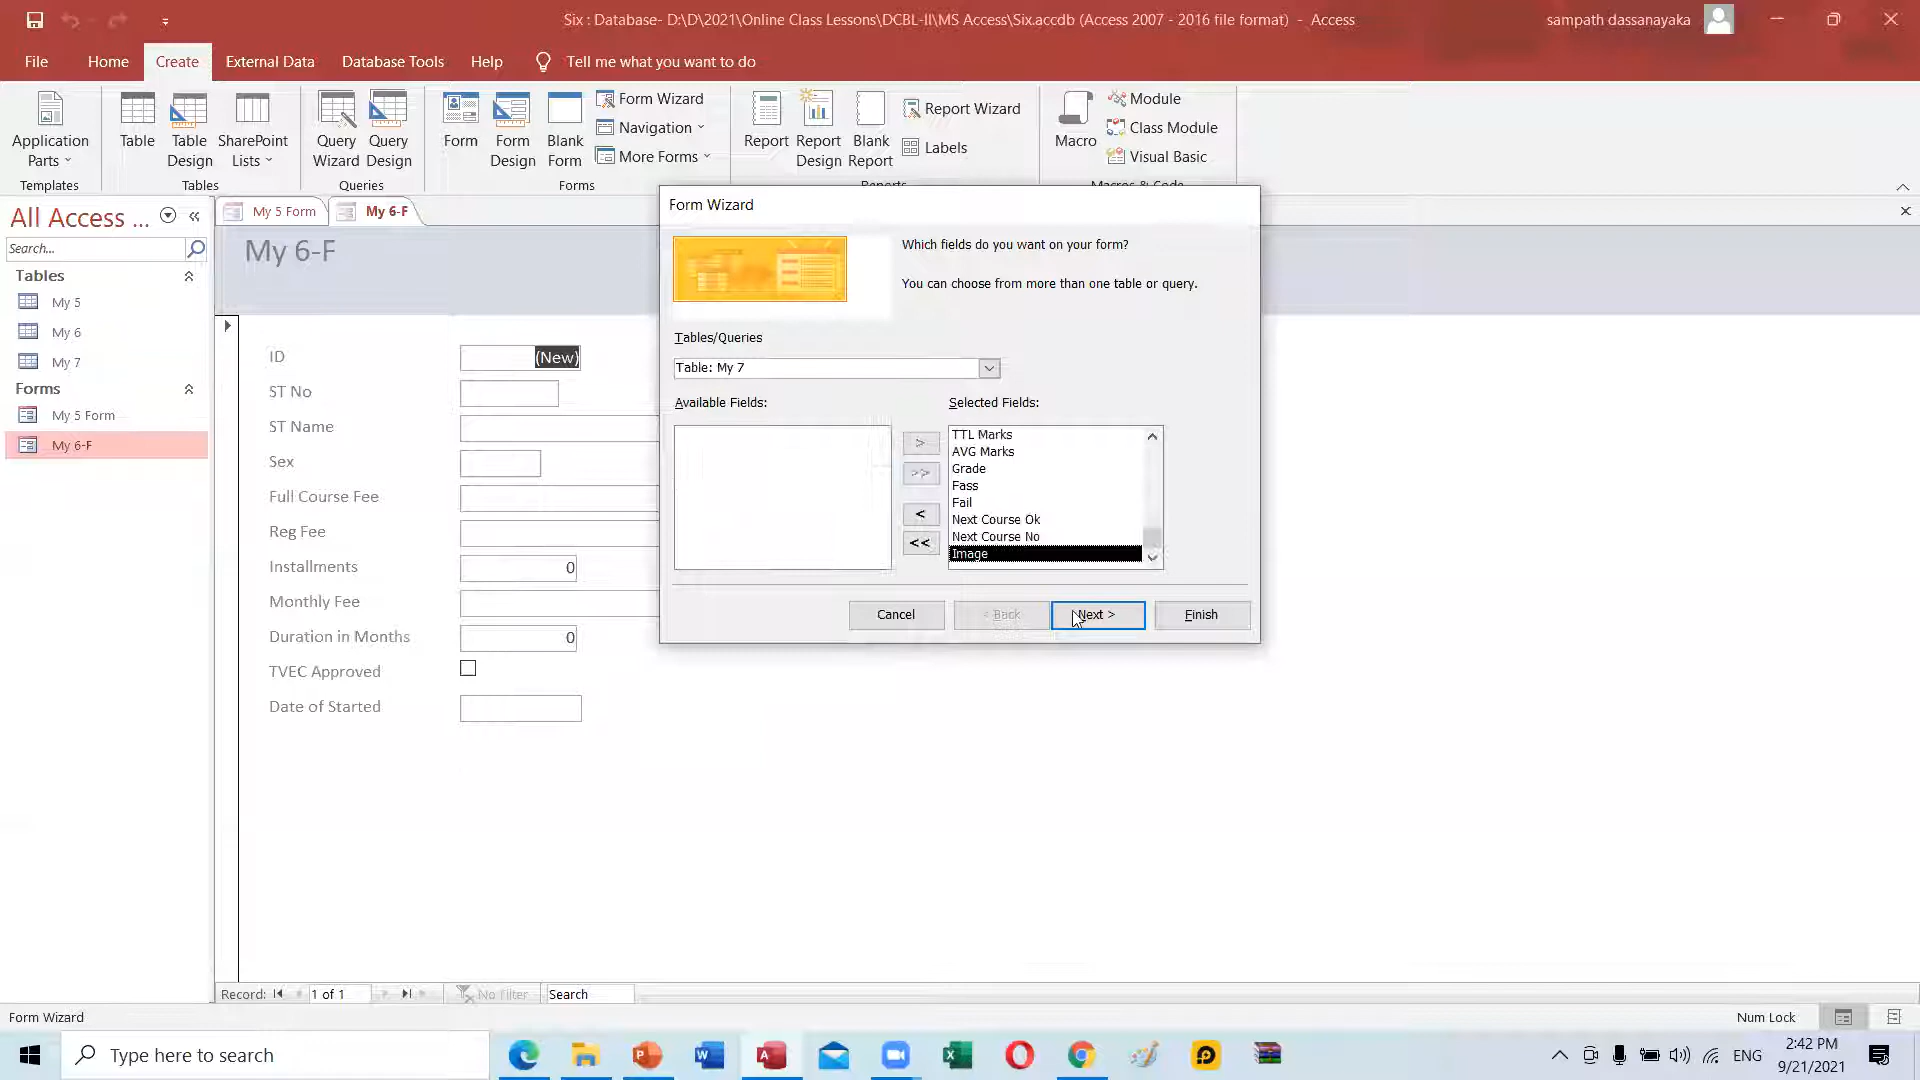 Six : Database- D:\D\2021\Online Class Lessons\DCBL-II\MS Access\Six.accdb (Access 2007 - 2016 file format) - Access
sampath dassanayaka
File Home Create External Data Database Tools Help Tell me what you want to do
Application Parts
Table
Table Design
SharePoint Lists
Query Wizard
Query Design
Form
Form Design
Blank Form
Form Wizard
Navigation
More Forms
Report
Report Design
Blank Report
Report Wizard
Labels
Macro
Module
Class Module
Visual Basic
Templates
Tables
Queries
Forms
Reports
Macros & Code
All Access ...
Search...
Tables
My 5
My 6
My 7
Forms
My 5 Form
My 6-F
My 5 Form
My 6-F
My 6-F
ID
(New)
ST No
ST Name
Sex
Full Course Fee
Reg Fee
Installments
0
Monthly Fee
Duration in Months
0
TVEC Approved
Date of Started
Form Wizard
Which fields do you want on your form?
You can choose from more than one table or query.
Tables/Queries
Table: My 7
Available Fields:
Selected Fields:
TTL Marks
AVG Marks
Grade
Fass
Fail
Next Course Ok
Next Course No
Image
>
>>
<
<<
Cancel
< Back
Next >
Finish
Record: 1 of 1 No Filter Search
Form Wizard
Num Lock
Type here to search
ENG
2:42 PM
9/21/2021